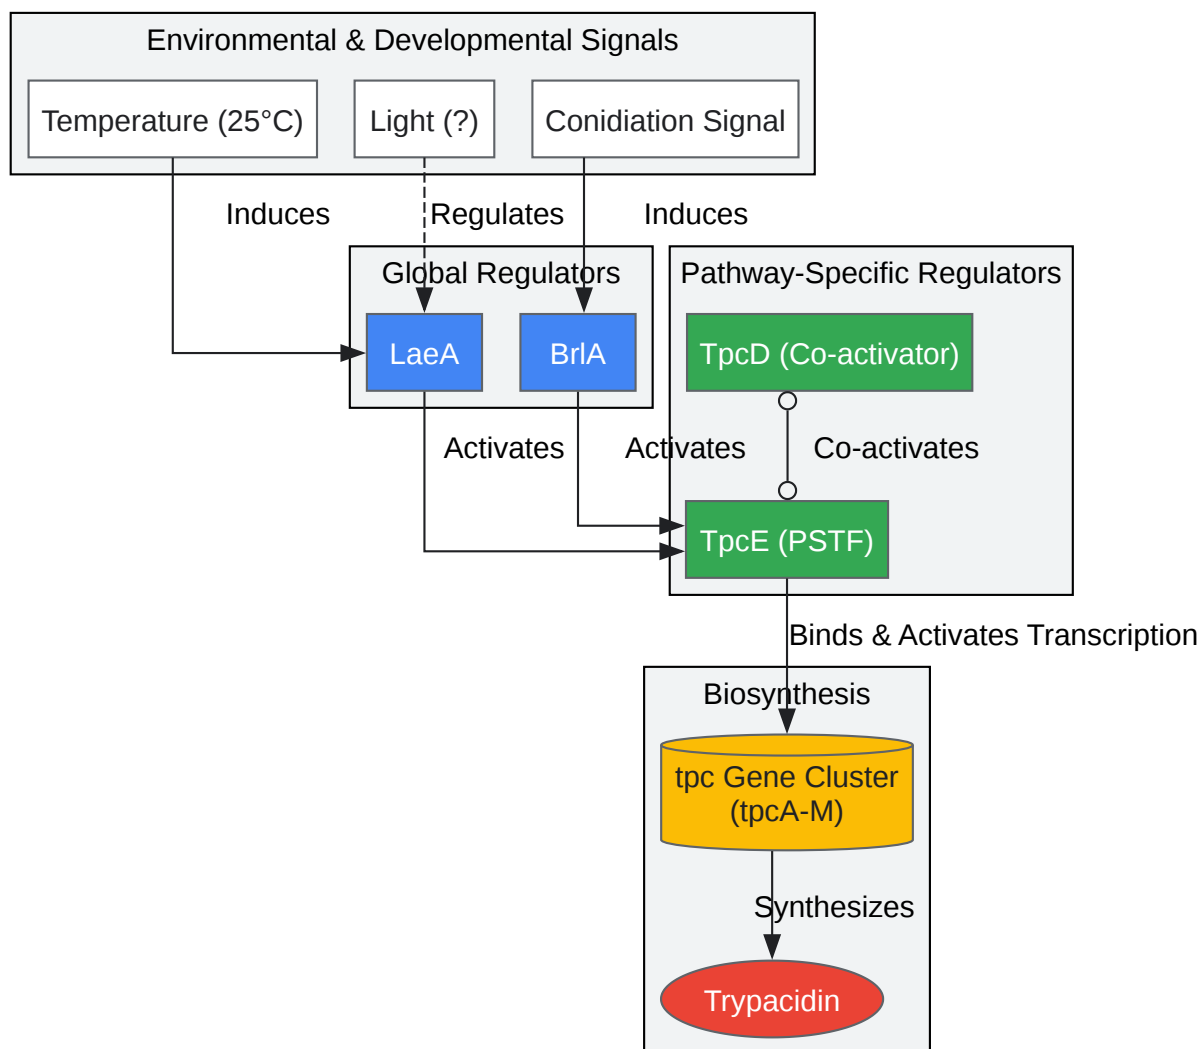 Environmental & Developmental Signals
Temperature (25°C)
Light (?)
Conidiation Signal
Induces
Regulates
Induces
Global Regulators
Pathway-Specific Regulators
LaeA
BrlA
TpcD (Co-activator)
Activates
Activates
Co-activates
TpcE (PSTF)
Binds & Activates Transcription
Biosynthesis
tpc Gene Cluster
(tpcA-M)
Synthesizes
Trypacidin